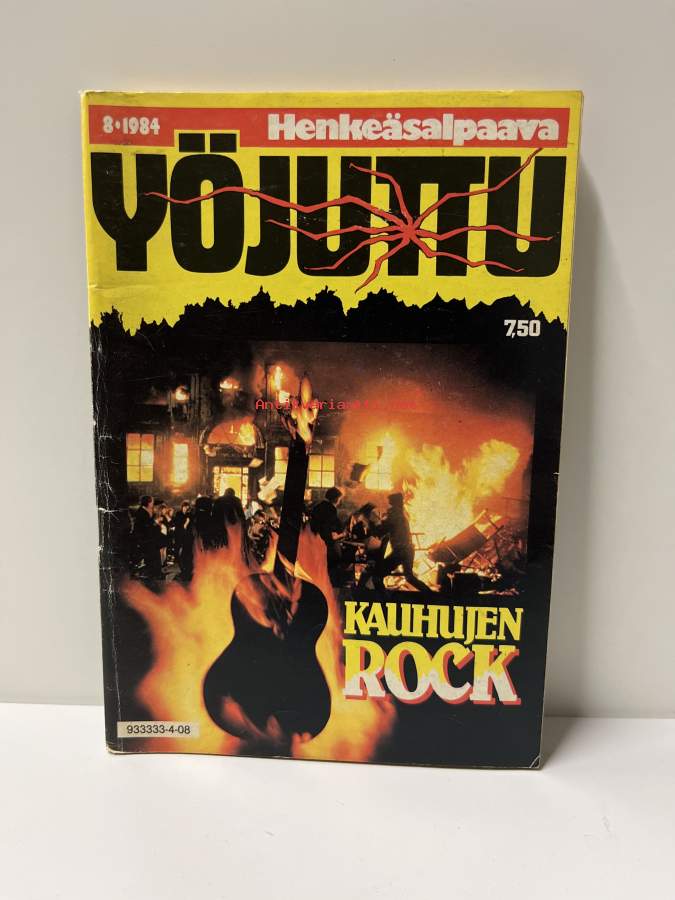 8•1984 Henkeäsalpaava
YÖJUTTU
7,50
KAUHUJEN
ROCK
933333-4-08